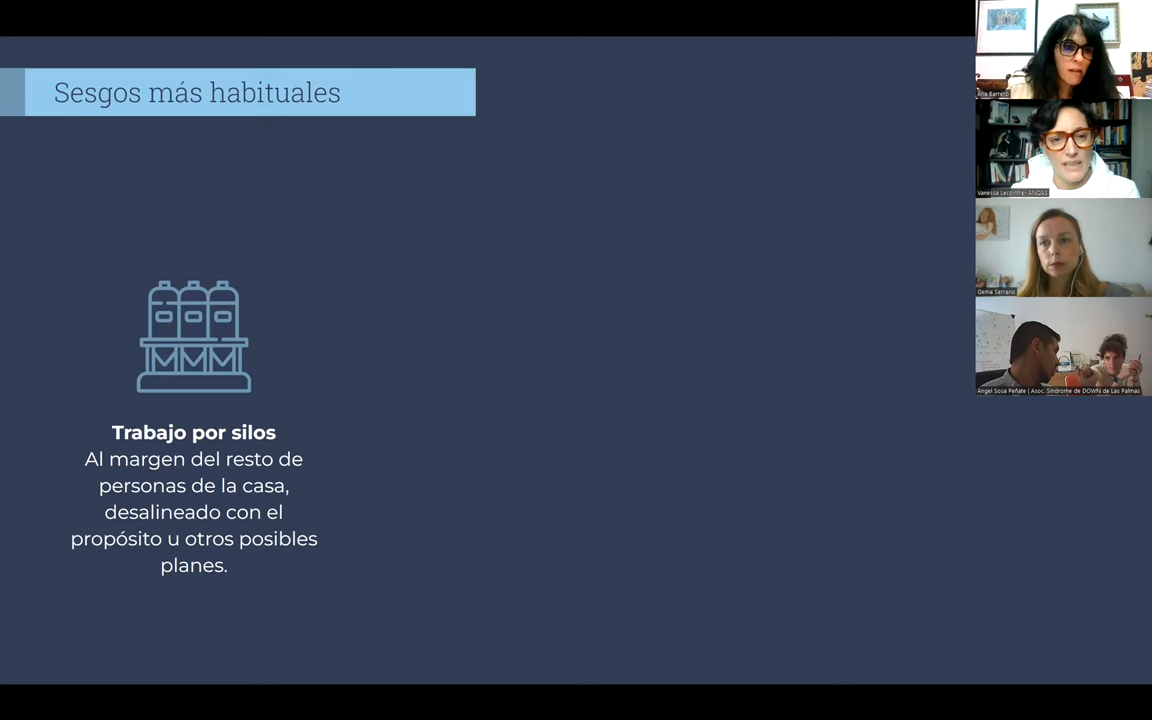 Sesgos más habituales
Trabajo por silos
Al margen del resto de
personas de la casa,
desalineado con el
propósito u otros posibles
planes.
Ana Barrero
Vanessa Lecointre - ANQAS
Gema Serrano
Ángel Sosa Peñate | Asoc. Síndrome de DOWN de Las Palmas